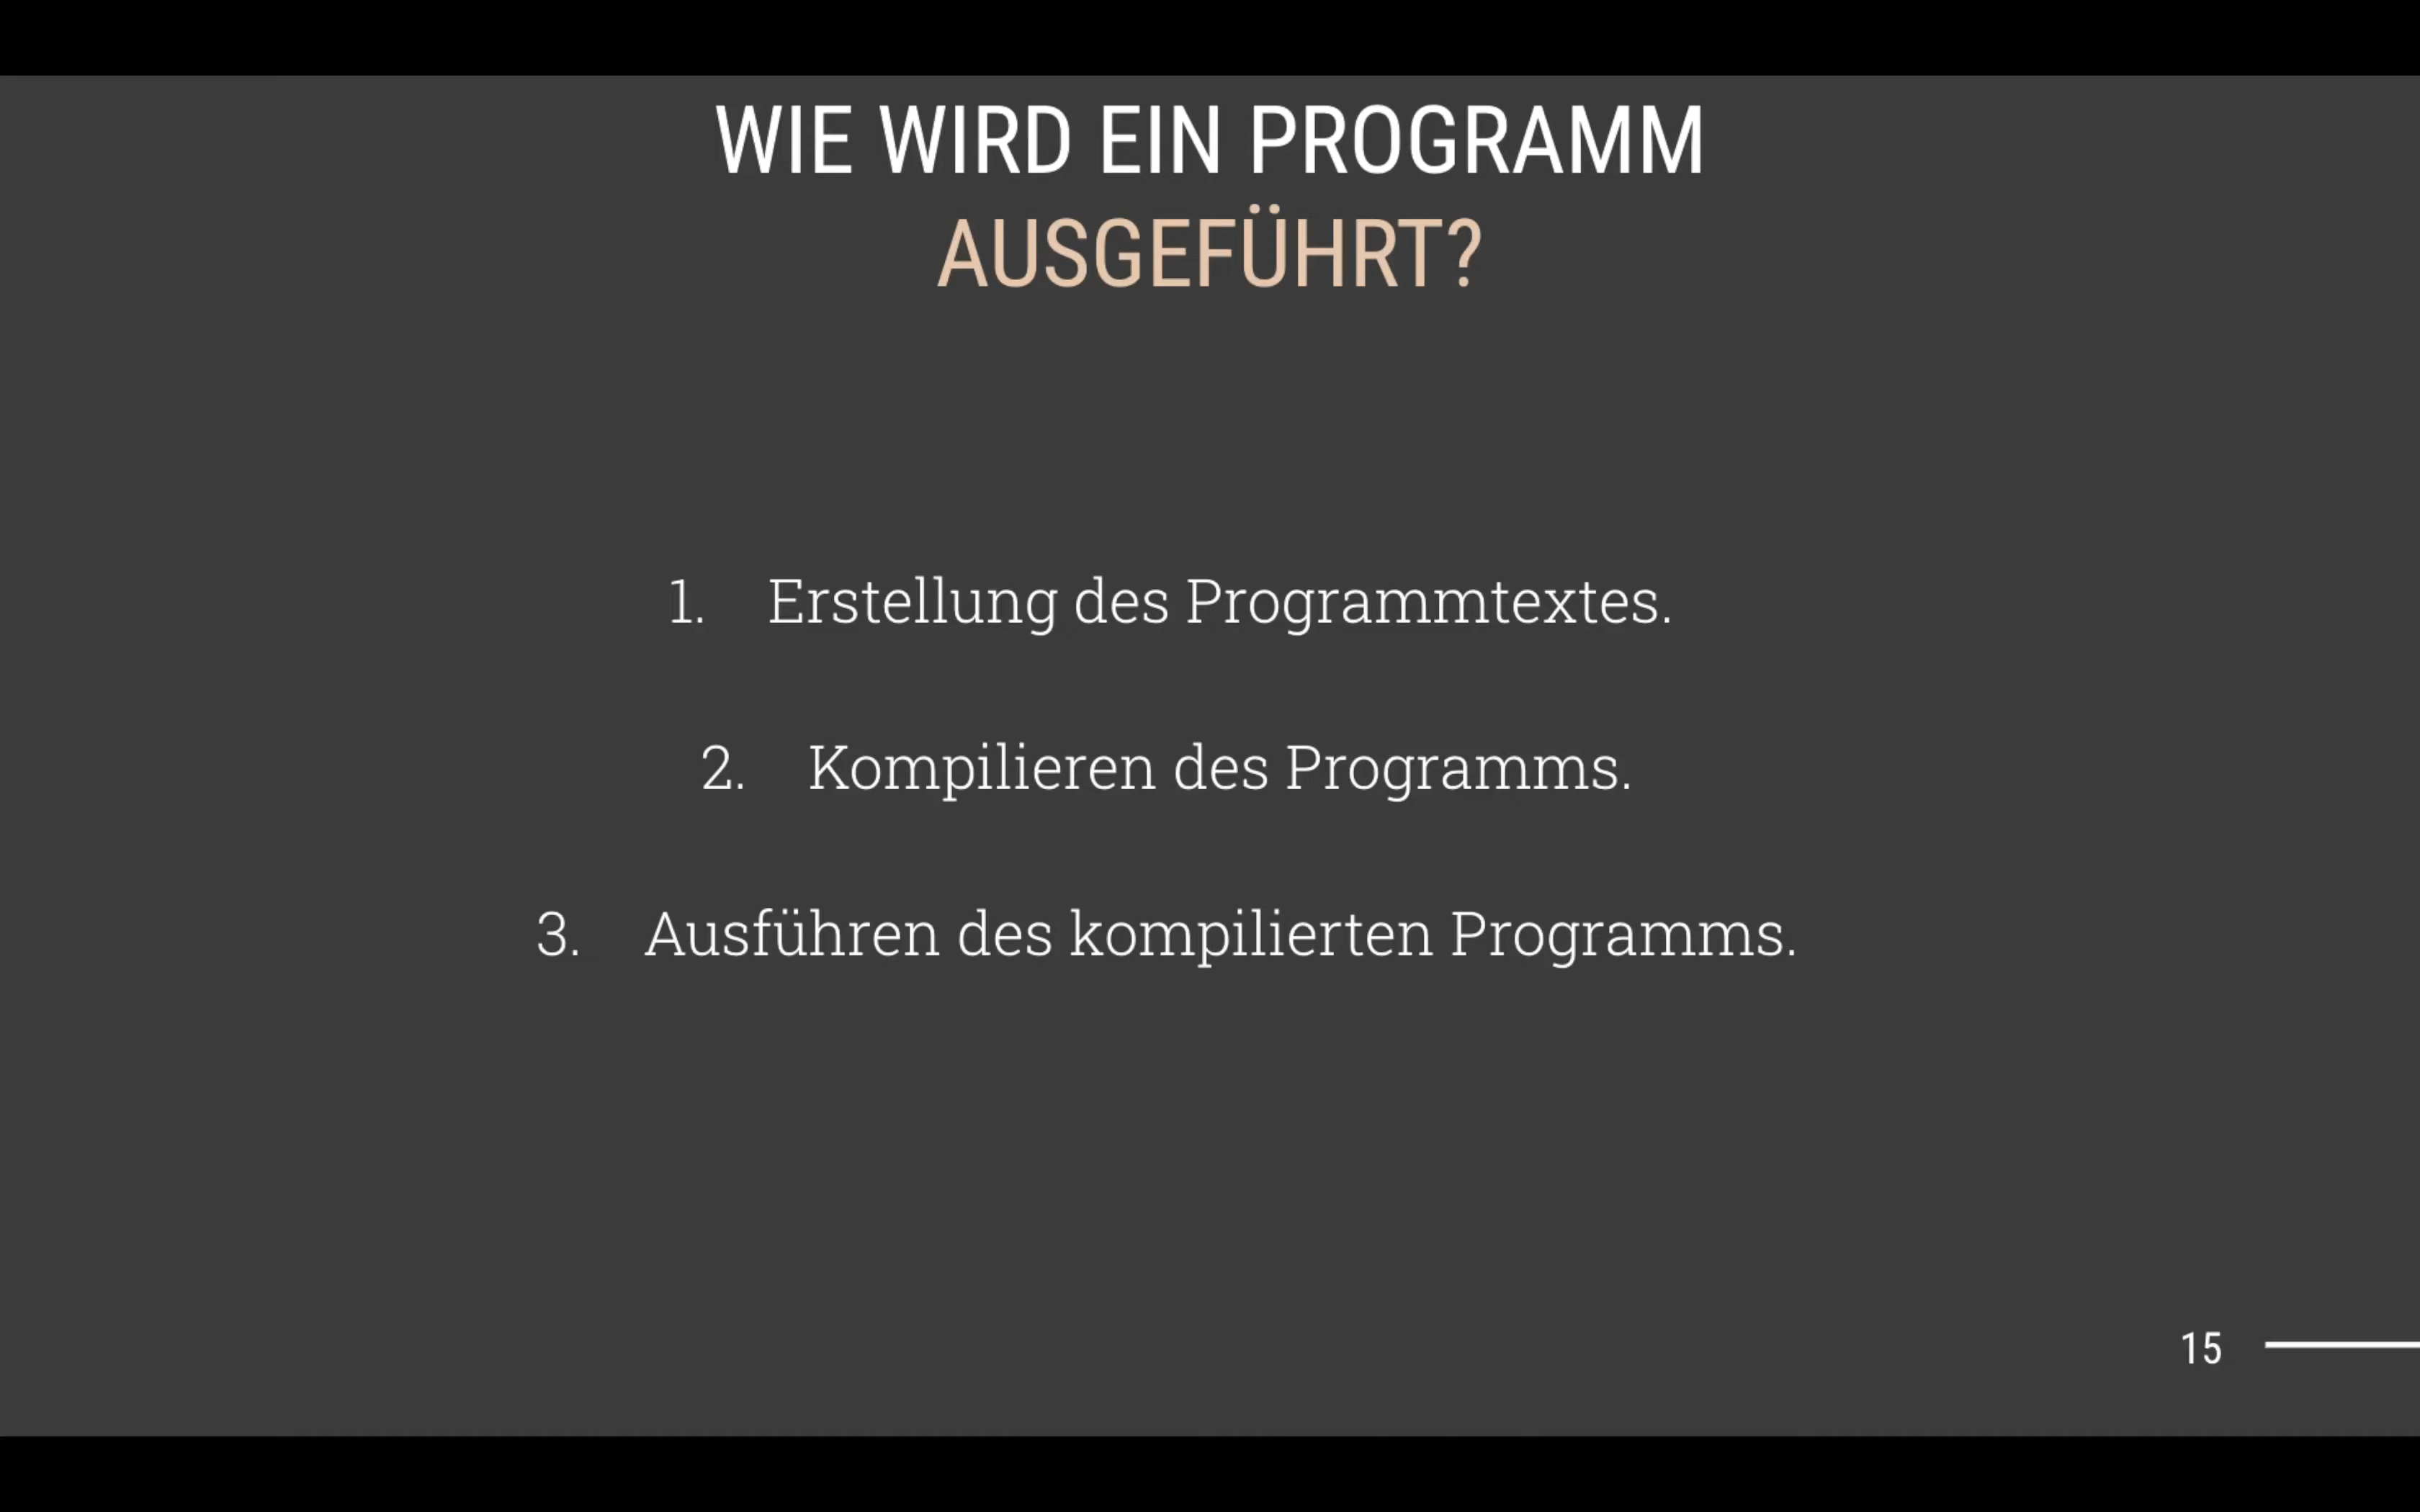 WIE WIRD EIN PROGRAMM
AUSGEFÜHRT?
1. Erstellung des Programmtextes.
2. Kompilieren des Programms.
3. Ausführen des kompilierten Programms.
15